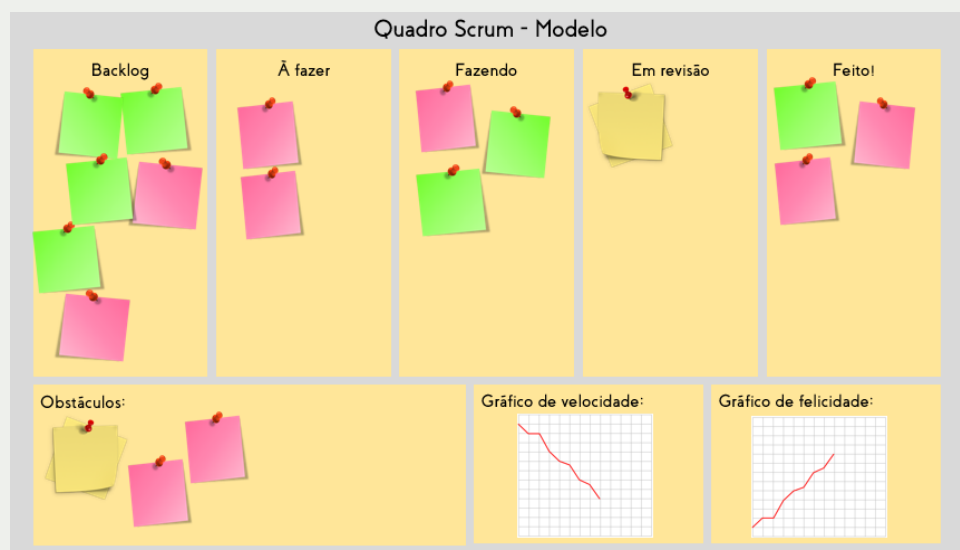 Quadro Scrum - Modelo
Backlog
À fazer
Fazendo
Em revisão
Feito!
Obstáculos:
Gráfico de velocidade:
Gráfico de felicidade: